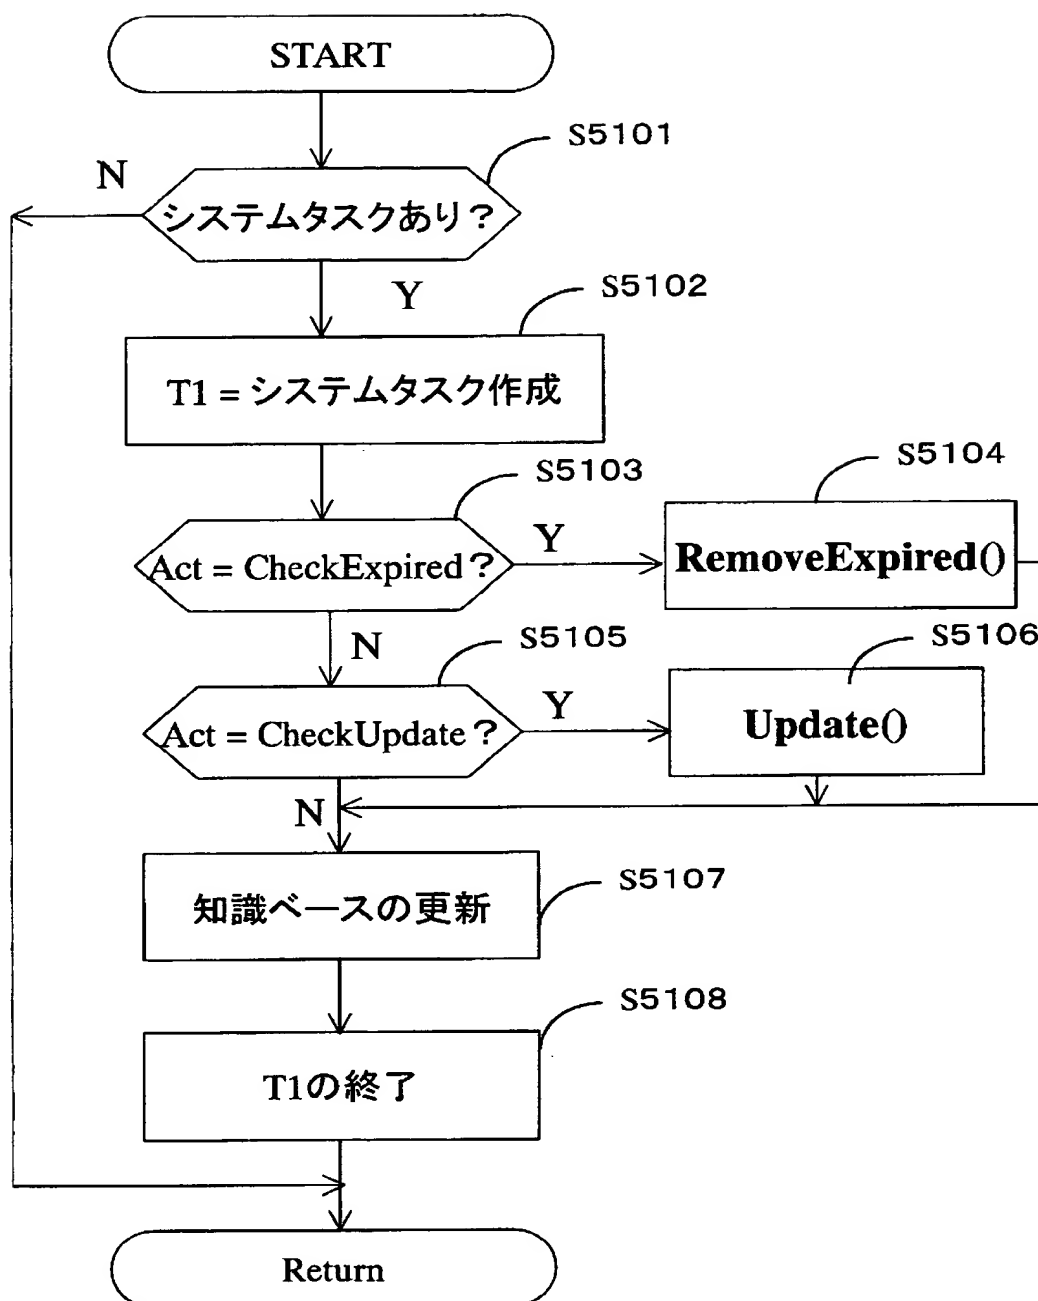 START
S5101
N
システムタスクあり？
Y
S5102
T1 = システムタスク作成
S5103
S5104
Act = CheckExpired？
Y
RemoveExpired()
N
S5105
S5106
Act = CheckUpdate？
Y
Update()
N
知識ベースの更新
S5107
S5108
T1の終了
Return